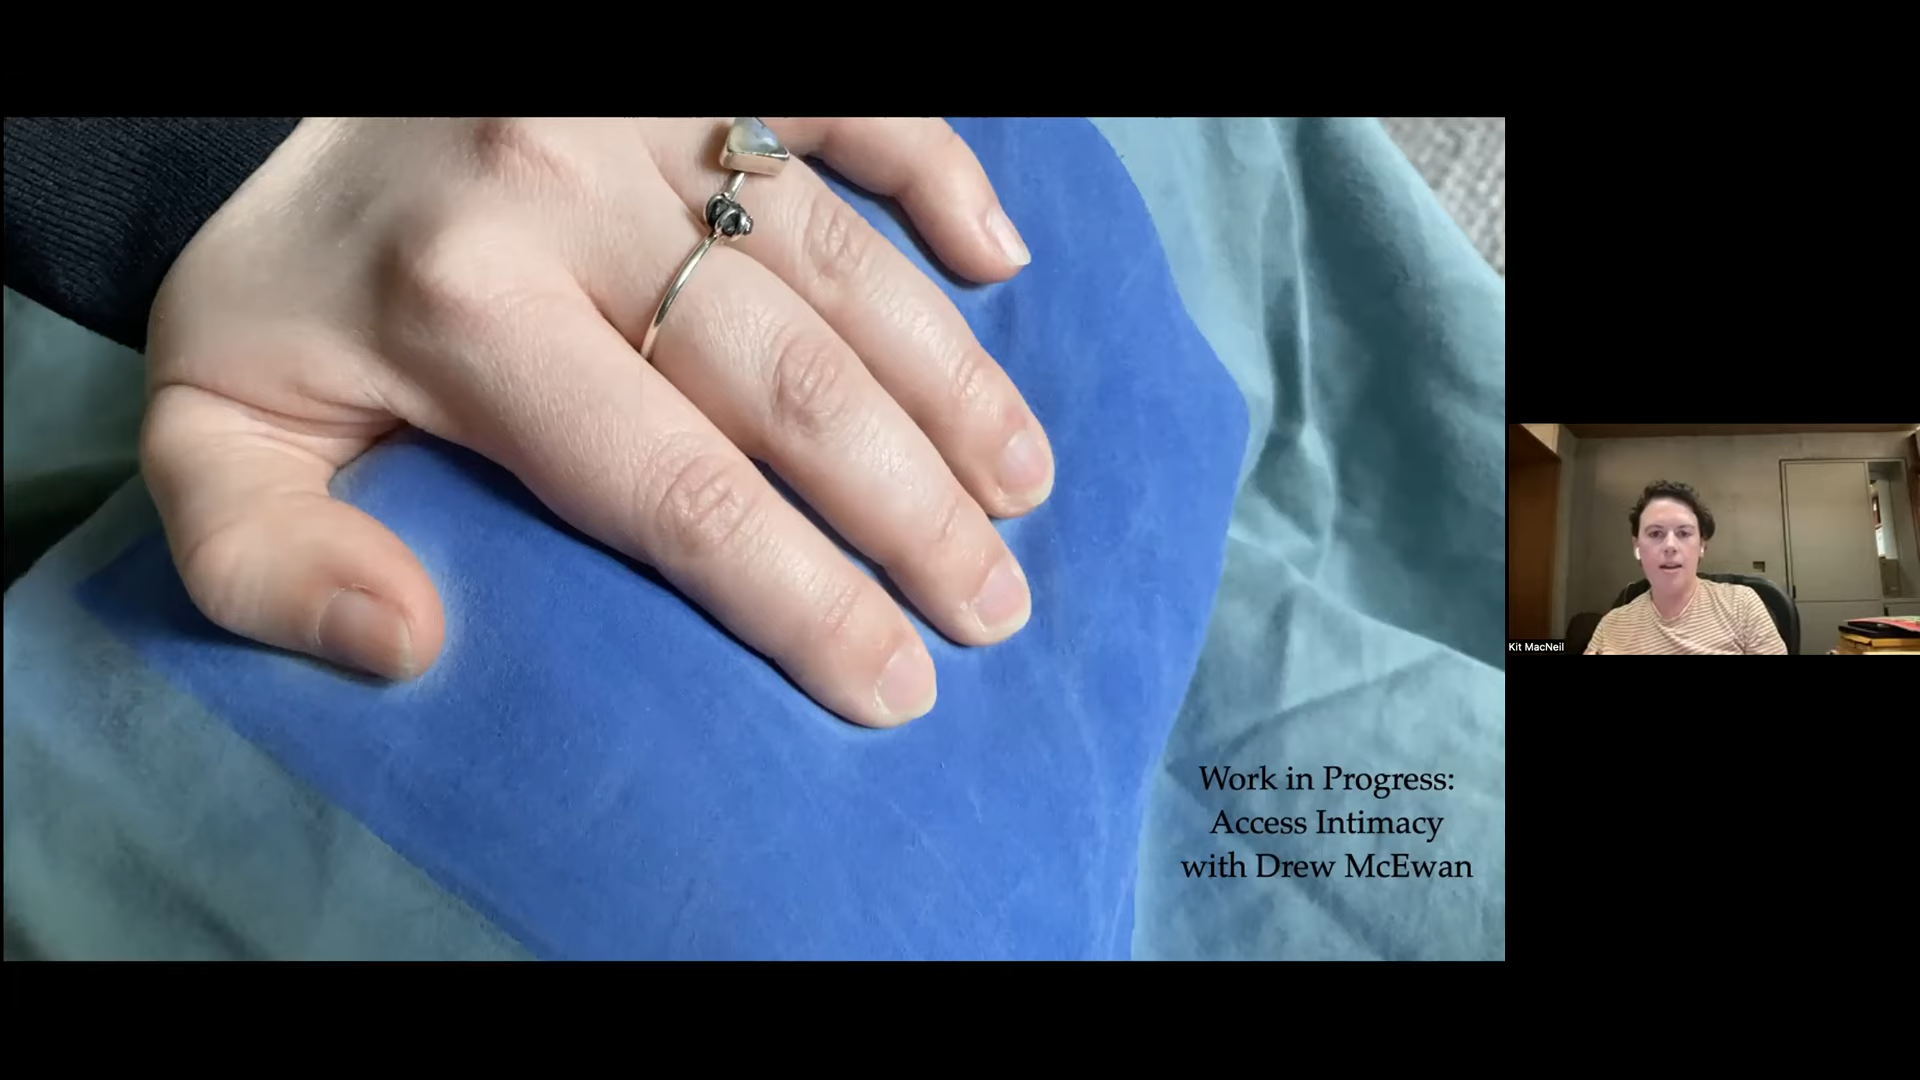 Work in Progress:
Access Intimacy
with Drew McEwan
Kit MacNeil